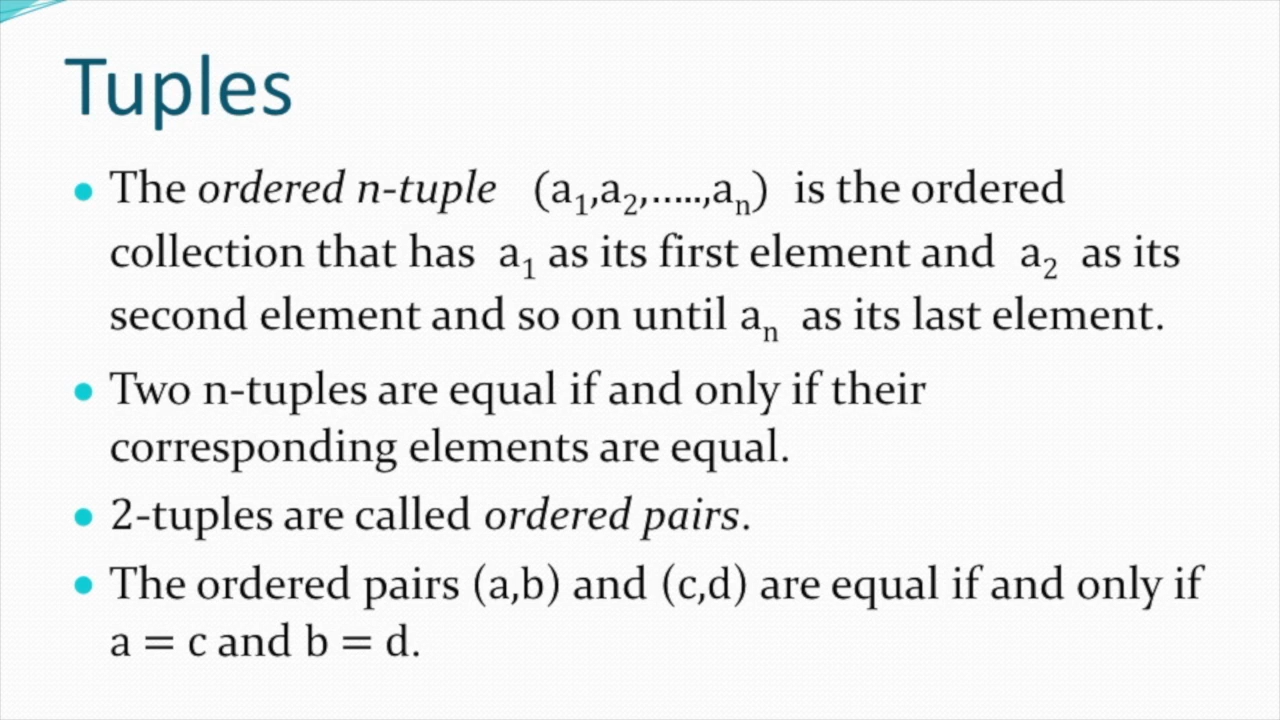 Tuples
• The ordered n-tuple (a₁,a₂,.....,aₙ) is the ordered
collection that has a₁ as its first element and a₂ as its
second element and so on until aₙ as its last element.
• Two n-tuples are equal if and only if their
corresponding elements are equal.
• 2-tuples are called ordered pairs.
• The ordered pairs (a,b) and (c,d) are equal if and only if
a = c and b = d.